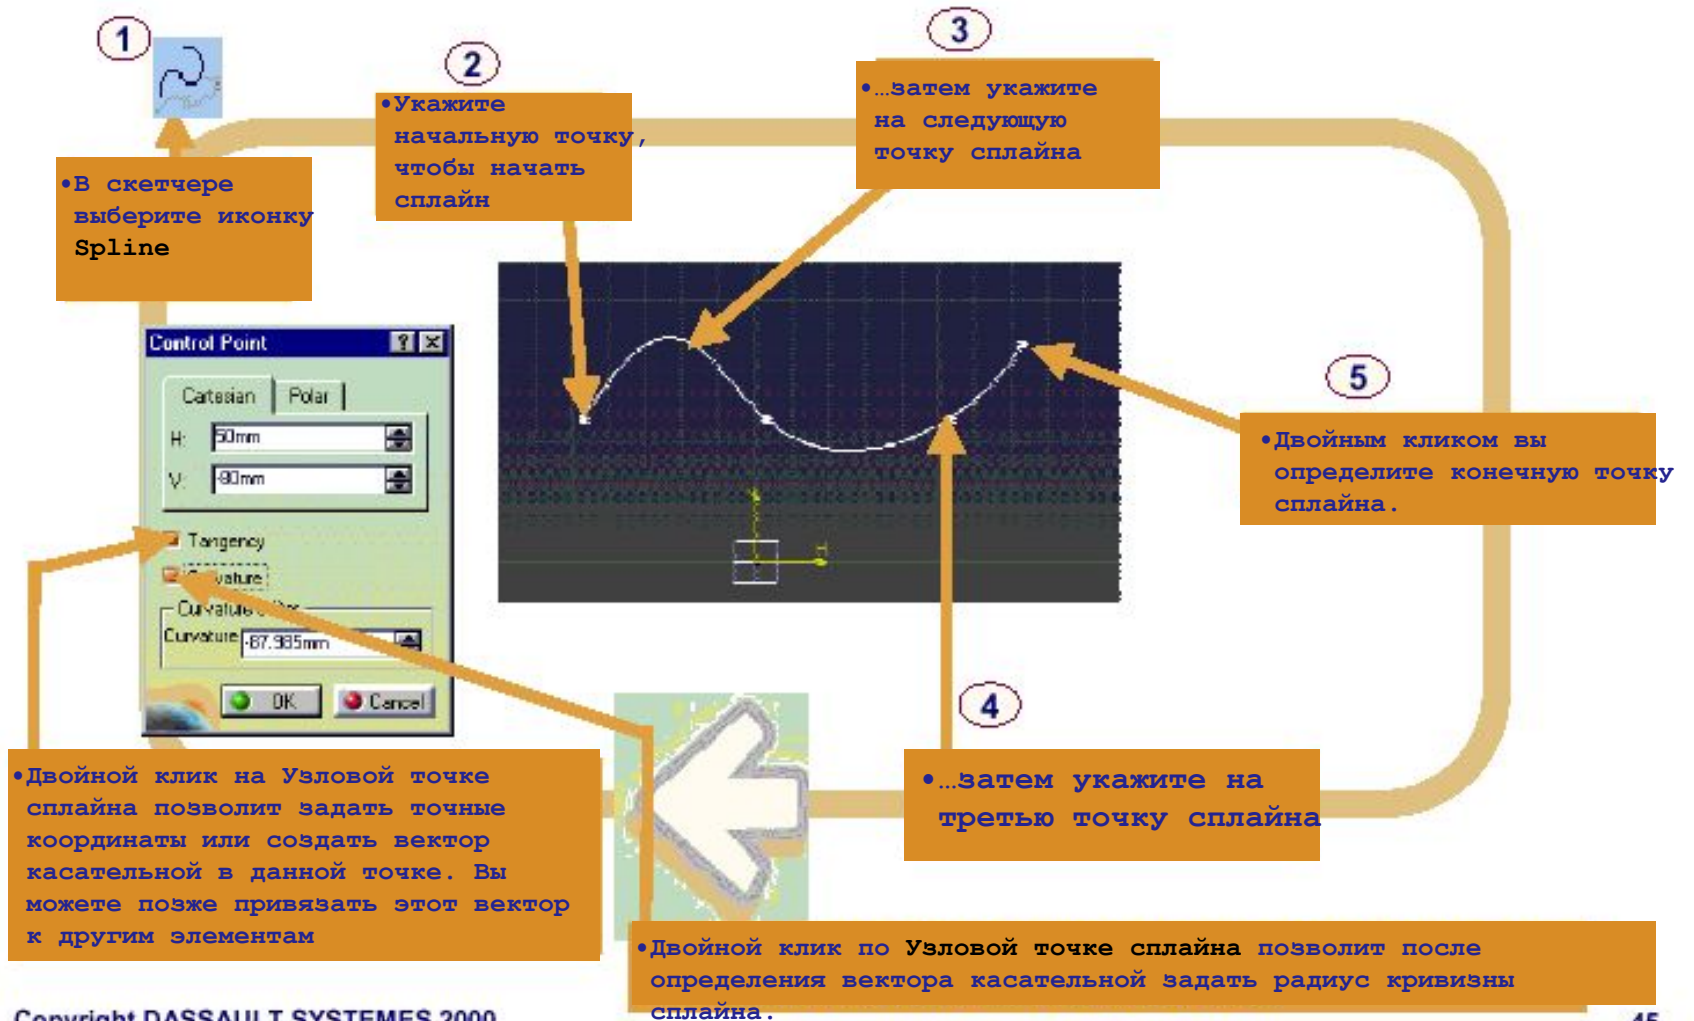 1
•В скетчере
выберите иконку
Spline
2
•Укажите
начальную точку,
чтобы начать
сплайн
3
•…затем укажите
на следующую
точку сплайна
4
•…затем укажите на
третью точку сплайна
5
•Двойным кликом вы
определите конечную точку
сплайна.
H
Control Point
Cartesian Polar
H: 50mm
V: -80mm
Tangency
Curvature
Curvature
-87.985mm
OK Cancel
•Двойной клик на Узловой точке
сплайна позволит задать точные
координаты или создать вектор
касательной в данной точке. Вы
можете позже привязать этот вектор
к другим элементам
•Двойной клик по Узловой точке сплайна позволит после
определения вектора касательной задать радиус кривизны
сплайна.
Copyright DASSAULT SYSTEMES 2000
45